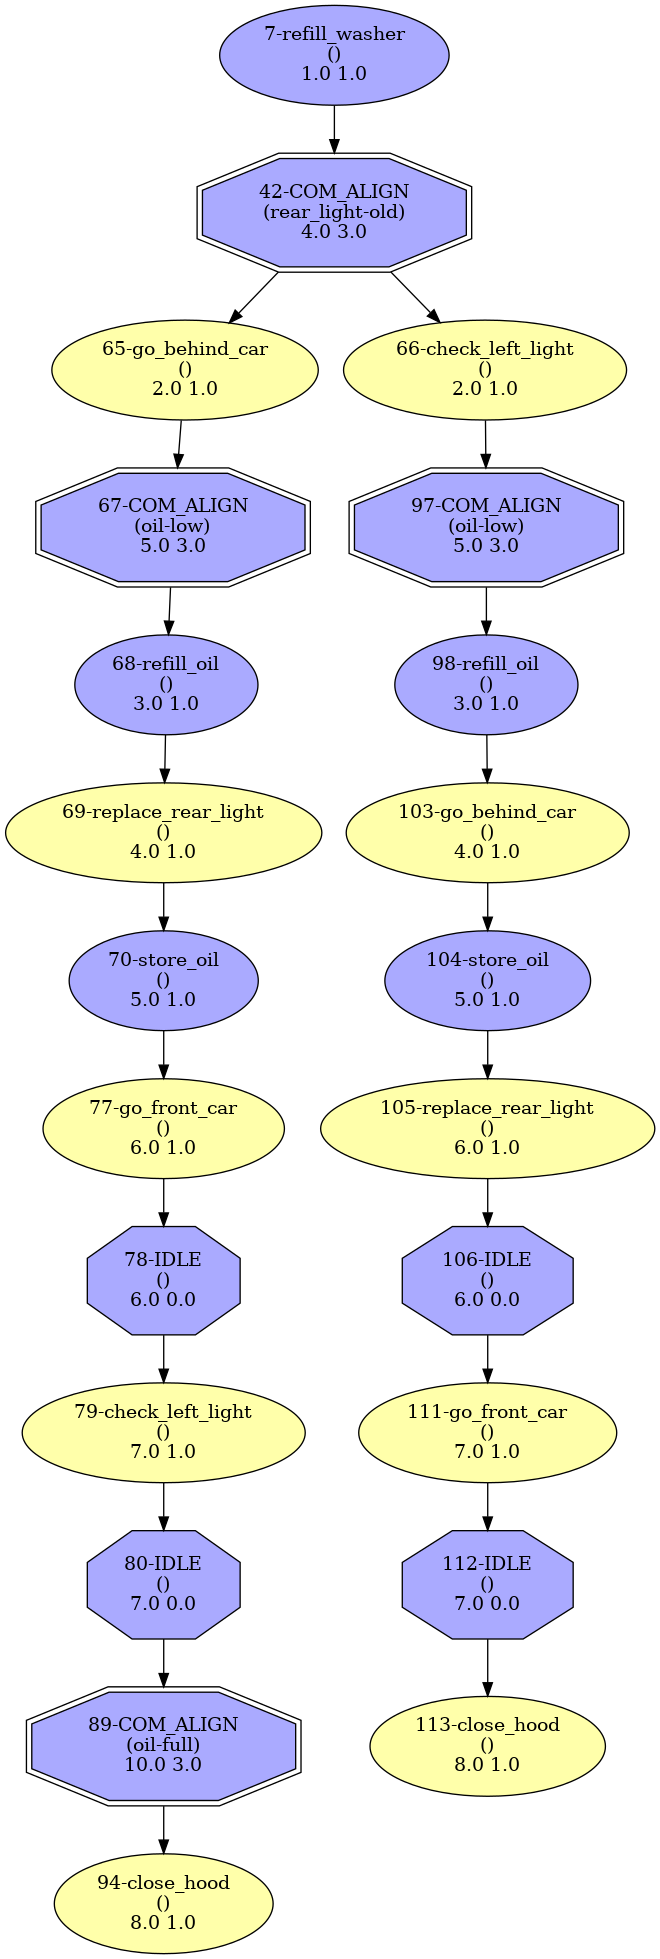 7-refill_washer
()
1.0 1.0
42-COM_ALIGN
(rear_light-old)
4.0 3.0
65-go_behind_car
()
2.0 1.0
66-check_left_light
()
2.0 1.0
67-COM_ALIGN
(oil-low)
5.0 3.0
97-COM_ALIGN
(oil-low)
5.0 3.0
68-refill_oil
()
3.0 1.0
98-refill_oil
()
3.0 1.0
69-replace_rear_light
()
4.0 1.0
103-go_behind_car
()
4.0 1.0
70-store_oil
()
5.0 1.0
104-store_oil
()
5.0 1.0
77-go_front_car
()
6.0 1.0
105-replace_rear_light
()
6.0 1.0
78-IDLE
()
6.0 0.0
106-IDLE
()
6.0 0.0
79-check_left_light
()
7.0 1.0
111-go_front_car
()
7.0 1.0
80-IDLE
()
7.0 0.0
112-IDLE
()
7.0 0.0
89-COM_ALIGN
(oil-full)
10.0 3.0
113-close_hood
()
8.0 1.0
94-close_hood
()
8.0 1.0